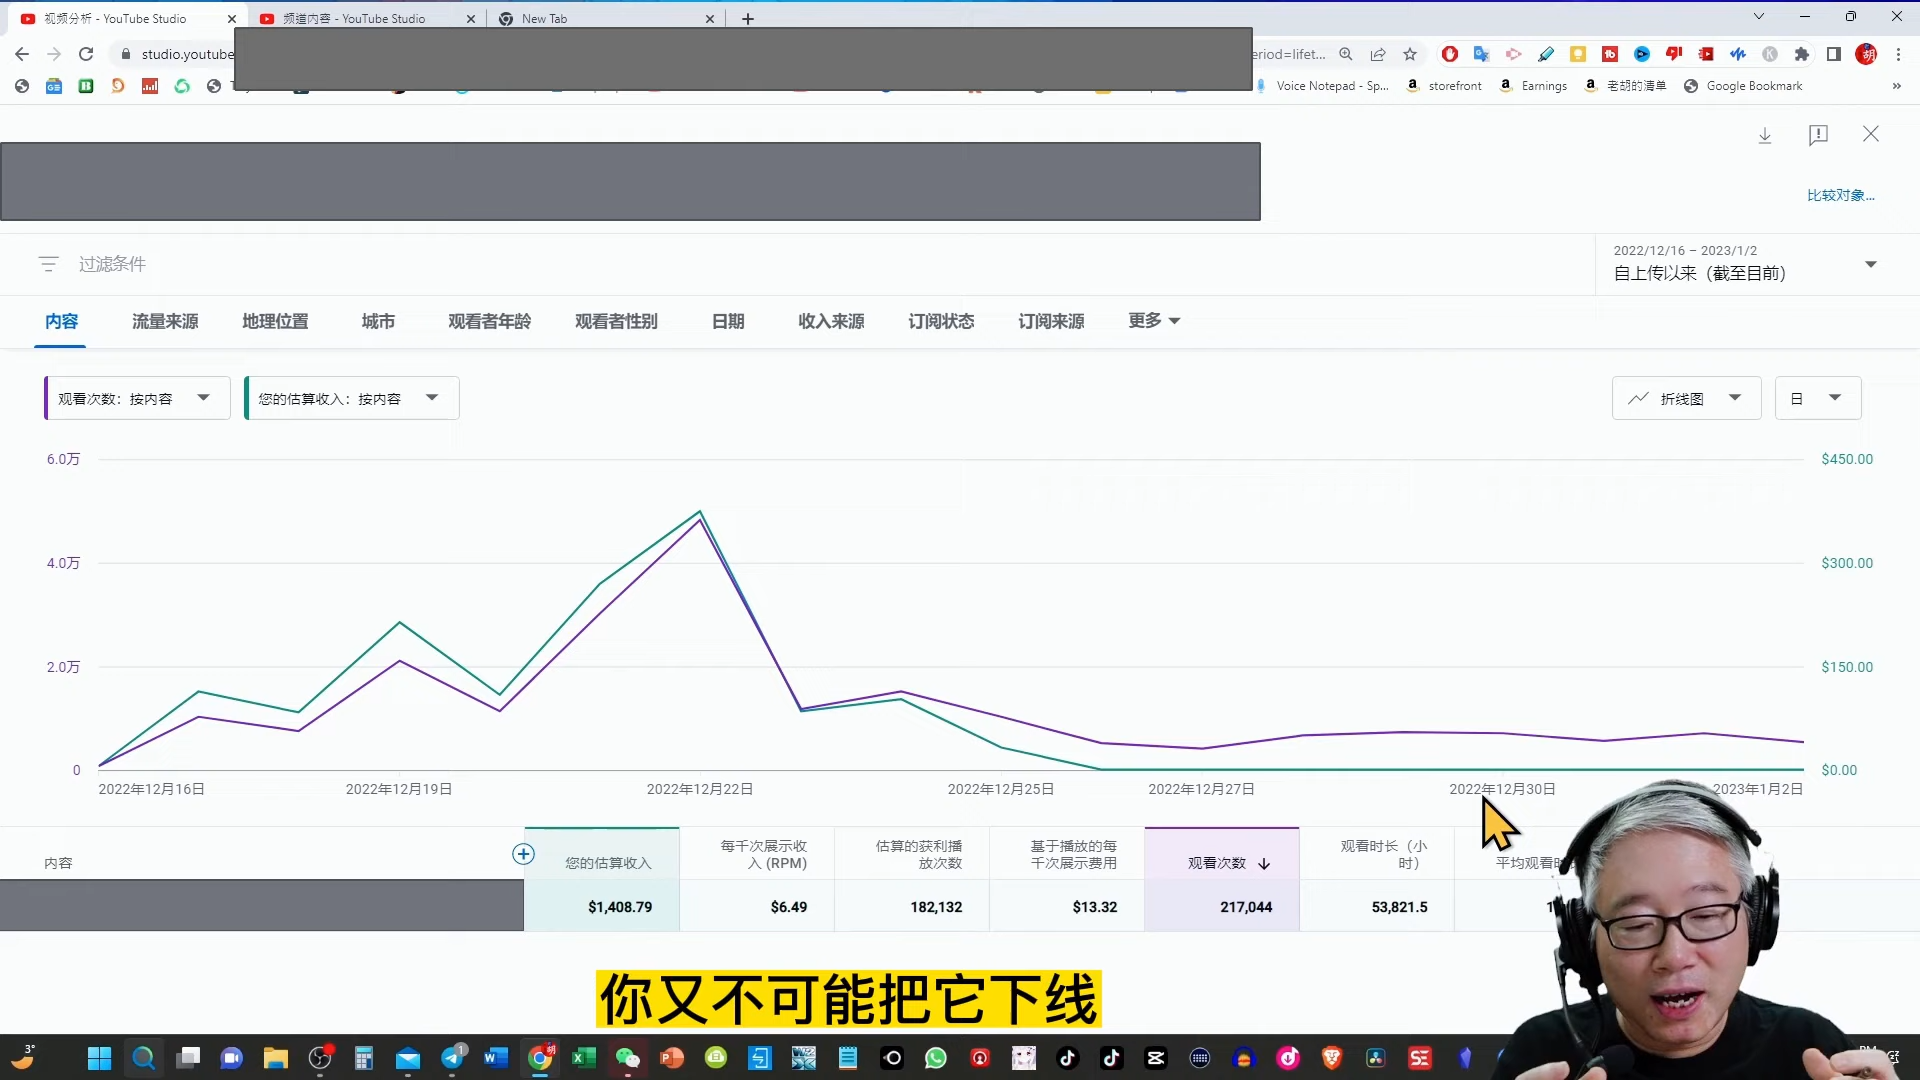 视频分析 - YouTube Studio
频道内容 - YouTube Studio
New Tab
studio.youtube
eriod=lifet...
Voice Notepad - Sp...
storefront
Earnings
老胡的清单
Google Bookmark
比较对象...
过滤条件
2022/12/16 – 2023/1/2
自上传以来（截至目前）
内容 流量来源 地理位置 城市 观看者年龄 观看者性别 日期 收入来源 订阅状态 订阅来源 更多
观看次数：按内容
您的估算收入：按内容
折线图
日
6.0万
$450.00
4.0万
$300.00
2.0万
$150.00
0
$0.00
2022年12月16日 2022年12月19日 2022年12月22日 2022年12月25日 2022年12月27日 2022年12月30日 2023年1月2日
内容
您的估算收入
每千次展示收
入 (RPM)
估算的获利播
放次数
基于播放的每
千次展示费用
观看次数
观看时长（小
时）
平均观看时
$1,408.79
$6.49
182,132
$13.32
217,044
53,821.5
你又不可能把它下线
3°